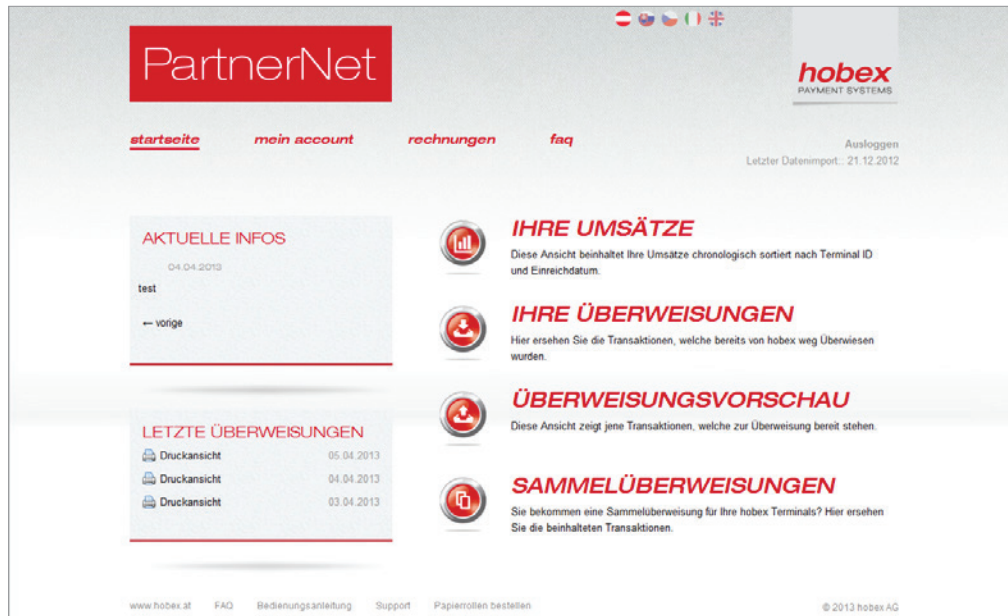 PartnerNet
hobex
PAYMENT SYSTEMS
startseite mein account rechnungen faq
Ausloggen
Letzter Datenimport:: 21.12.2012
AKTUELLE INFOS
04.04.2013
test
← vorige
LETZTE ÜBERWEISUNGEN
Druckansicht 05.04.2013
Druckansicht 04.04.2013
Druckansicht 03.04.2013
IHRE UMSÄTZE
Diese Ansicht beinhaltet Ihre Umsätze chronologisch sortiert nach Terminal ID
und Einreichdatum.
IHRE ÜBERWEISUNGEN
Hier ersehen Sie die Transaktionen, welche bereits von hobex weg Überwiesen
wurden.
ÜBERWEISUNGSVORSCHAU
Diese Ansicht zeigt jene Transaktionen, welche zur Überweisung bereit stehen.
SAMMELÜBERWEISUNGEN
Sie bekommen eine Sammelüberweisung für Ihre hobex Terminals? Hier ersehen
Sie die beinhalteten Transaktionen.
www.hobex.at FAQ Bedienungsanleitung Support Papierrollen bestellen
© 2013 hobex AG